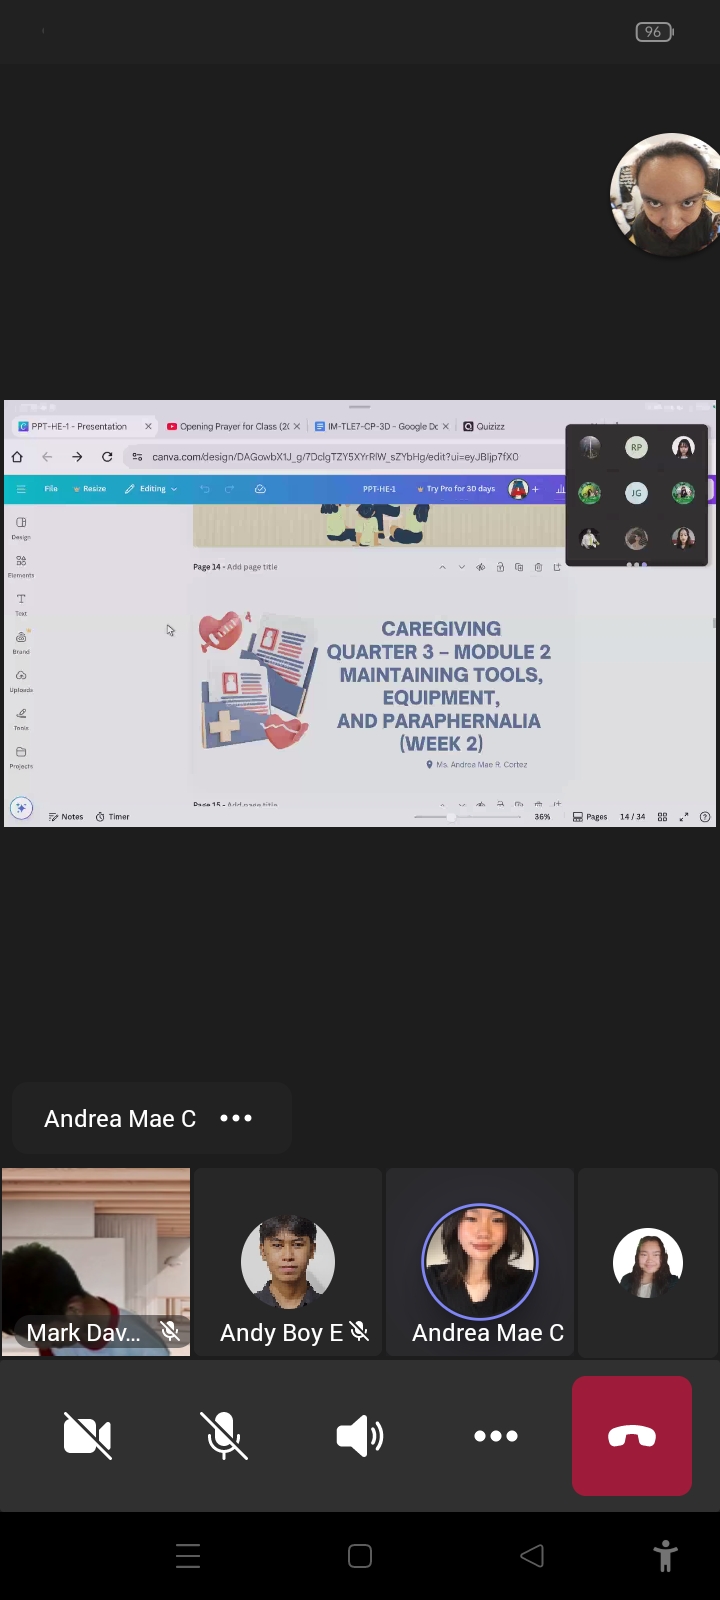 96
PPT-HE-1 - Presentation
Opening Prayer for Class (2(
IM-TLE7-CP-3D - Google Dc
Quizizz
canva.com/design/DAGowbX1J_g/7DclgTZY5XYrRlW_sZYbHg/edit?ui=eyJBIjp7fX0
File
Resize
Editing
PPT-HE-1
Try Pro for 30 days
RP
JG
Design
Elements
Text
Brand
Uploads
Tools
Projects
Page 14 - Add page title
CAREGIVING
QUARTER 3 – MODULE 2
MAINTAINING TOOLS,
EQUIPMENT,
AND PARAPHERNALIA
(WEEK 2)
Ms. Andrea Mae R. Cortez
Page 15 - Add page title
Notes
Timer
36%
Pages
14 / 34
Andrea Mae C
Mark Dav...
Andy Boy E
Andrea Mae C